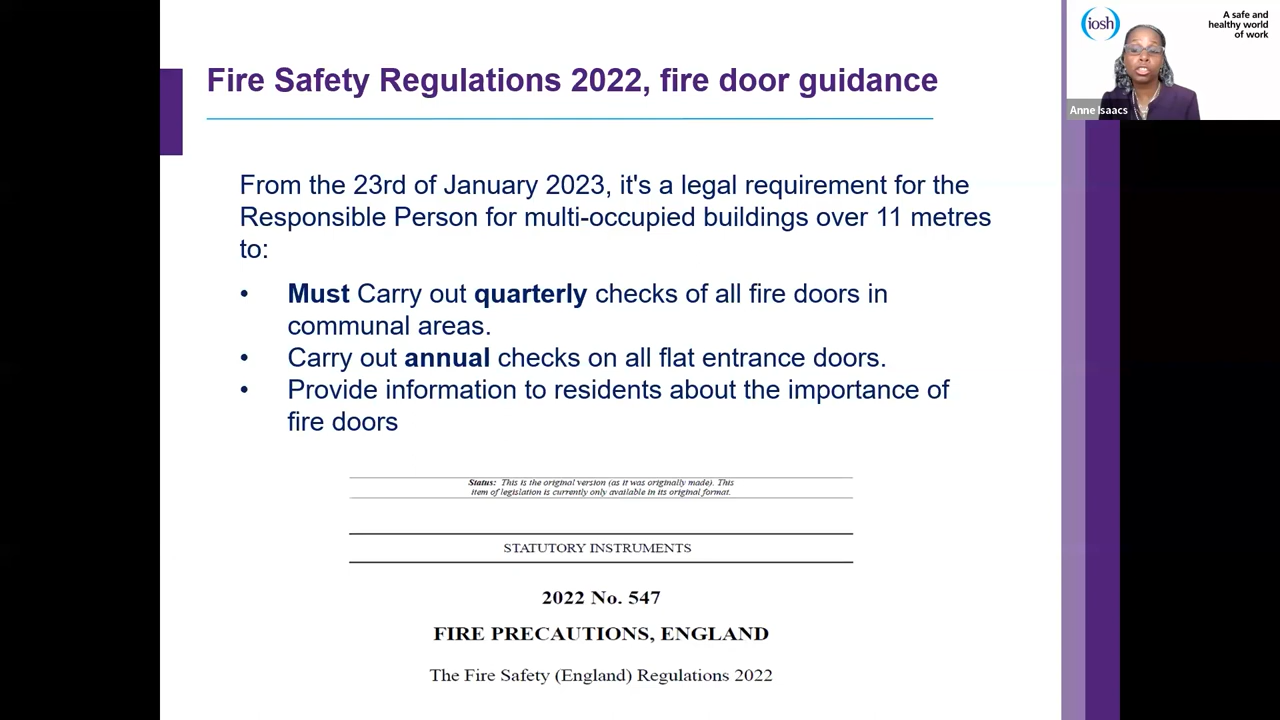 Fire Safety Regulations 2022, fire door guidance
From the 23rd of January 2023, it's a legal requirement for the
Responsible Person for multi-occupied buildings over 11 metres
to:
• Must Carry out quarterly checks of all fire doors in
communal areas.
• Carry out annual checks on all flat entrance doors.
• Provide information to residents about the importance of
fire doors
Status: This is the original version (as it was originally made). This
item of legislation is currently only available in its original format.
STATUTORY INSTRUMENTS
2022 No. 547
FIRE PRECAUTIONS, ENGLAND
The Fire Safety (England) Regulations 2022
iosh
A safe and
healthy world
of work
Anne Isaacs